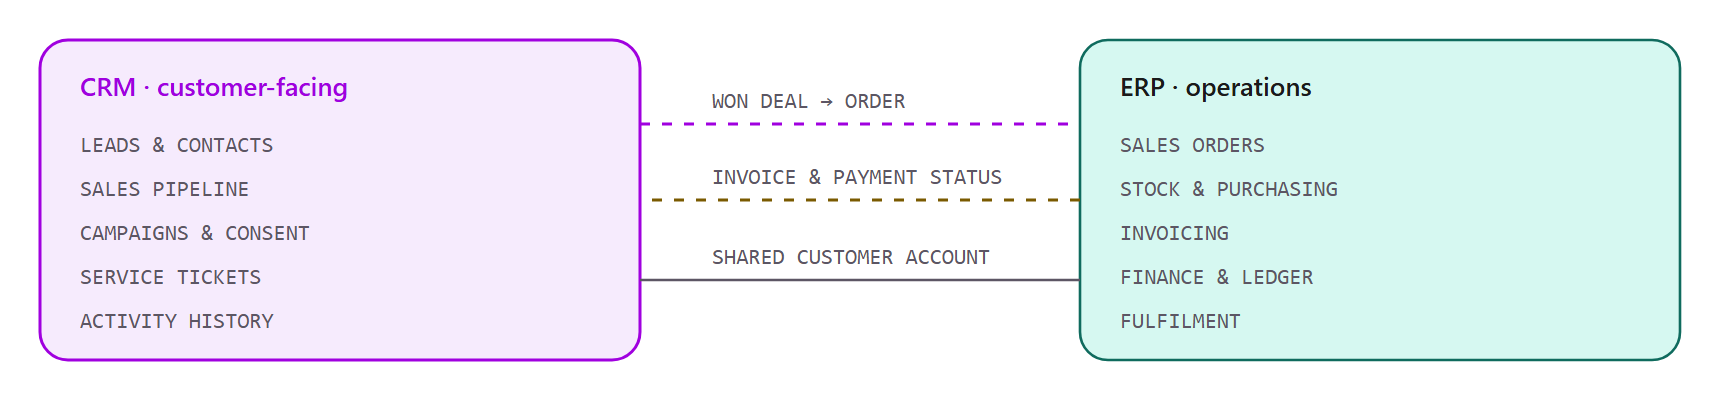 CRM · customer-facing
LEADS & CONTACTS
SALES PIPELINE
CAMPAIGNS & CONSENT
SERVICE TICKETS
ACTIVITY HISTORY
WON DEAL → ORDER
INVOICE & PAYMENT STATUS
SHARED CUSTOMER ACCOUNT
ERP · operations
SALES ORDERS
STOCK & PURCHASING
INVOICING
FINANCE & LEDGER
FULFILMENT